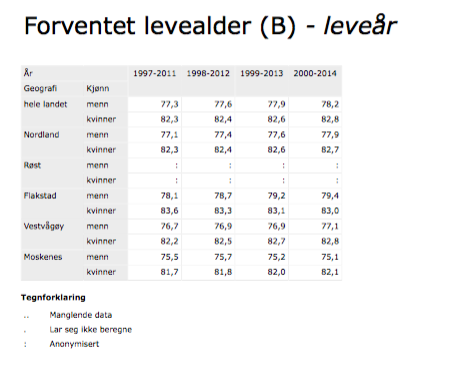 Forventet levealder (B) - leveår
År 1997-2011 1998-2012 1999-2013 2000-2014
Geografi Kjønn
hele landet menn 77,3 77,6 77,9 78,2
kvinner 82,3 82,4 82,6 82,8
Nordland menn 77,1 77,4 77,6 77,9
kvinner 82,3 82,4 82,6 82,7
Røst menn : : : :
kvinner : : : :
Flakstad menn 78,1 78,7 79,2 79,4
kvinner 83,6 83,3 83,1 83,0
Vestvågøy menn 76,7 76,9 76,9 77,1
kvinner 82,2 82,5 82,7 82,8
Moskenes menn 75,5 75,7 75,2 75,1
kvinner 81,7 81,8 82,0 82,1
Tegnforklaring
.. Manglende data
. Lar seg ikke beregne
: Anonymisert